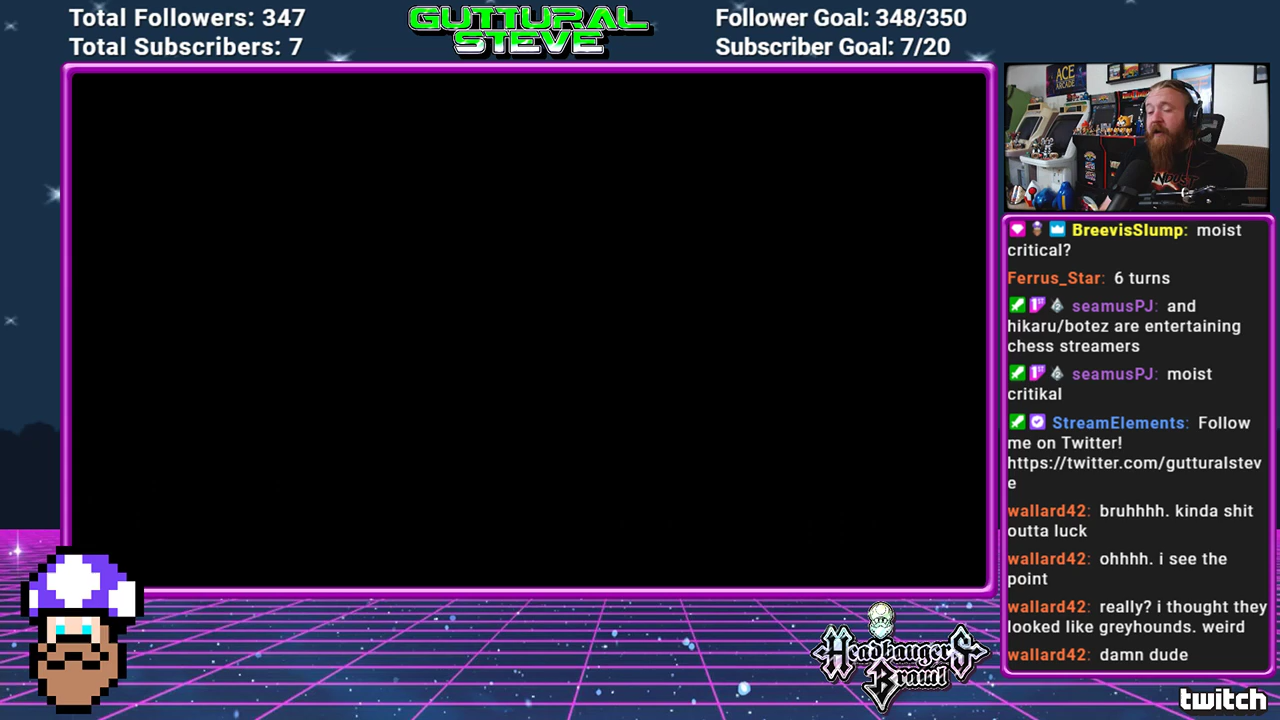 Total Followers: 347
Total Subscribers: 7
GUTTURAL
STEVE
Follower Goal: 348/350
Subscriber Goal: 7/20
ACE
ARCADE
BreevisSlump: moist
critical?
Ferrus_Star: 6 turns
seamusPJ: and
hikaru/botez are entertaining
chess streamers
seamusPJ: moist
critikal
StreamElements: Follow
me on Twitter!
https://twitter.com/gutturalstev
e
wallard42: bruhhhh. kinda shit
outta luck
wallard42: ohhhh. i see the
point
wallard42: really? i thought they
looked like greyhounds. weird
wallard42: damn dude
Headbangers
Brawl
twitch